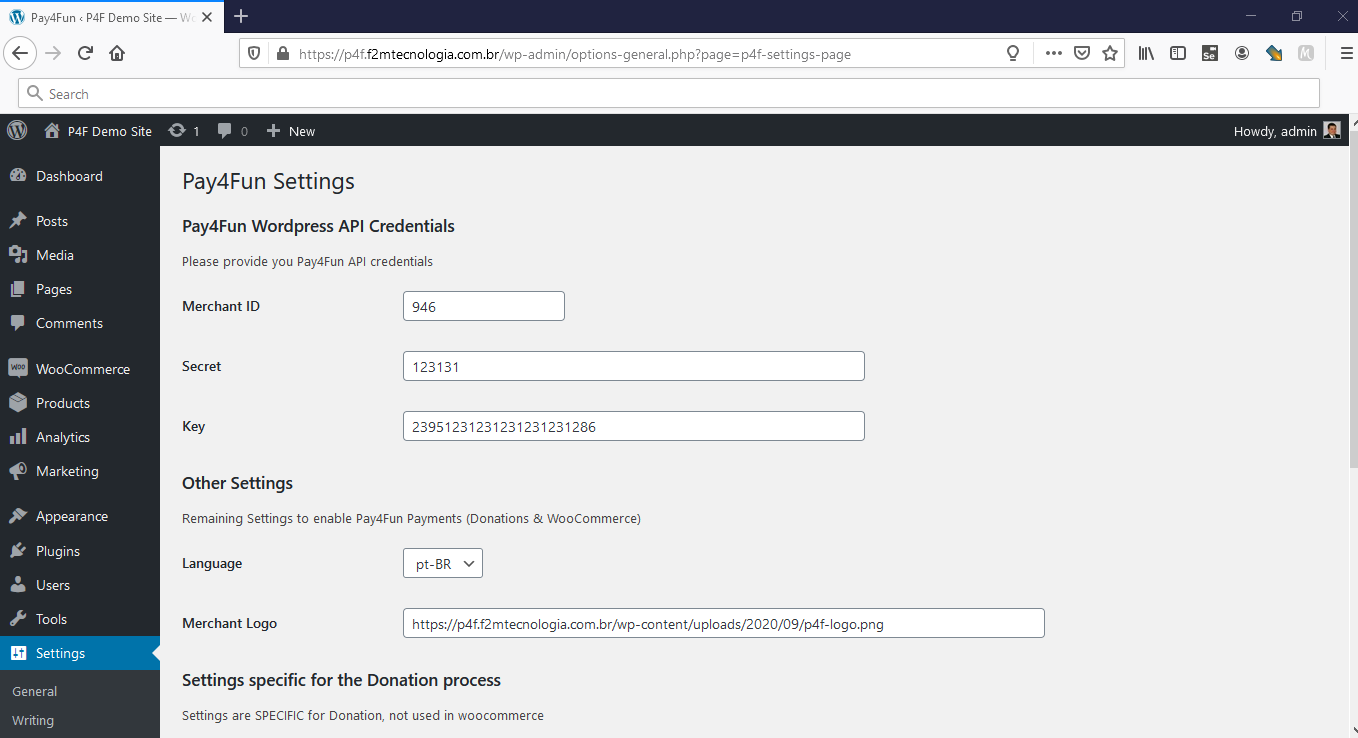 Pay4Fun ‹ P4F Demo Site — Wo
https://p4f.f2mtecnologia.com.br/wp-admin/options-general.php?page=p4f-settings-page
Se
M
Search
P4F Demo Site
1
0
New
Howdy, admin
Dashboard
Posts
Media
Pages
Comments
Woo
WooCommerce
Products
Analytics
Marketing
Appearance
Plugins
Users
Tools
Settings
General
Writing
Pay4Fun Settings
Pay4Fun Wordpress API Credentials
Please provide you Pay4Fun API credentials
Merchant ID
946
Secret
123131
Key
23951231231231231231286
Other Settings
Remaining Settings to enable Pay4Fun Payments (Donations & WooCommerce)
Language
pt-BR
Merchant Logo
https://p4f.f2mtecnologia.com.br/wp-content/uploads/2020/09/p4f-logo.png
Settings specific for the Donation process
Settings are SPECIFIC for Donation, not used in woocommerce